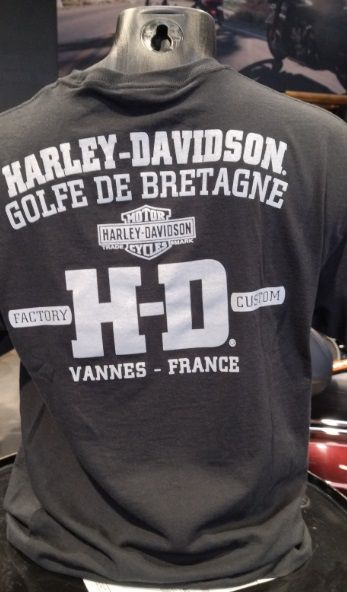 HARLEY-DAVIDSON®
GOLFE DE BRETAGNE
MOTOR
HARLEY-DAVIDSON
TRADE MARK
CYCLES
FACTORY
H-D®
CUSTOM
VANNES - FRANCE